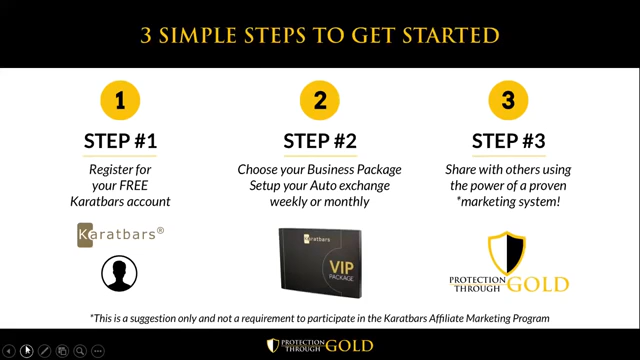 3 SIMPLE STEPS TO GET STARTED
1
STEP #1
Register for
your FREE
Karatbars account
Karatbars®
2
STEP #2
Choose your Business Package
Setup your Auto exchange
weekly or monthly
Karatbars
VIP
PACKAGE
3
STEP #3
Share with others using
the power of a proven
*marketing system!
PROTECTION
THROUGH GOLD
*This is a suggestion only and not a requirement to participate in the Karatbars Affiliate Marketing Program
PROTECTION
THROUGH GOLD